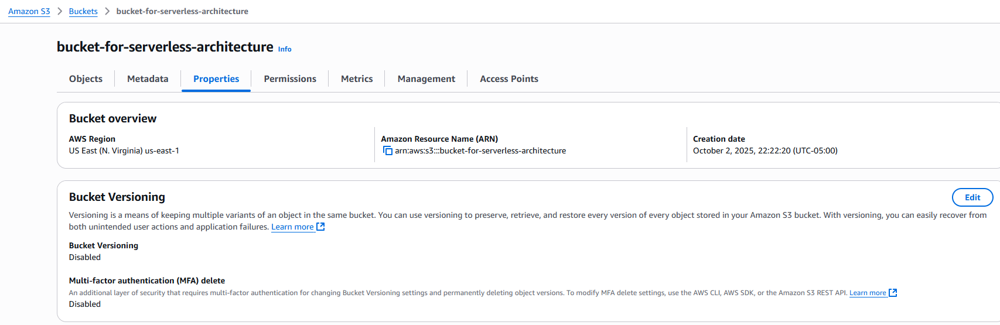 Amazon S3 > Buckets > bucket-for-serverless-architecture
bucket-for-serverless-architecture Info
Objects Metadata Properties Permissions Metrics Management Access Points
Bucket overview
AWS Region
US East (N. Virginia) us-east-1
Amazon Resource Name (ARN)
arn:aws:s3:::bucket-for-serverless-architecture
Creation date
October 2, 2025, 22:22:20 (UTC-05:00)
Bucket Versioning
Edit
Versioning is a means of keeping multiple variants of an object in the same bucket. You can use versioning to preserve, retrieve, and restore every version of every object stored in your Amazon S3 bucket. With versioning, you can easily recover from
both unintended user actions and application failures. Learn more
Bucket Versioning
Disabled
Multi-factor authentication (MFA) delete
An additional layer of security that requires multi-factor authentication for changing Bucket Versioning settings and permanently deleting object versions. To modify MFA delete settings, use the AWS CLI, AWS SDK, or the Amazon S3 REST API. Learn more
Disabled